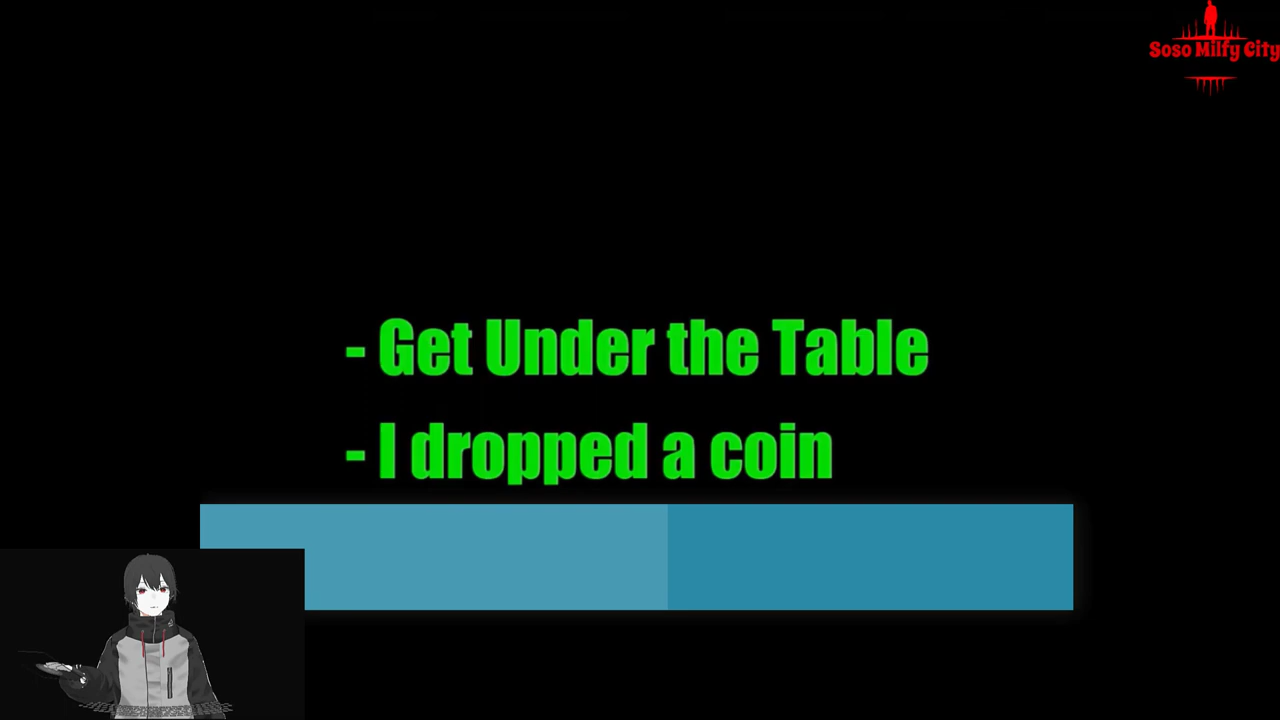 Soso Milfy City
- Get Under the Table
- I dropped a coin